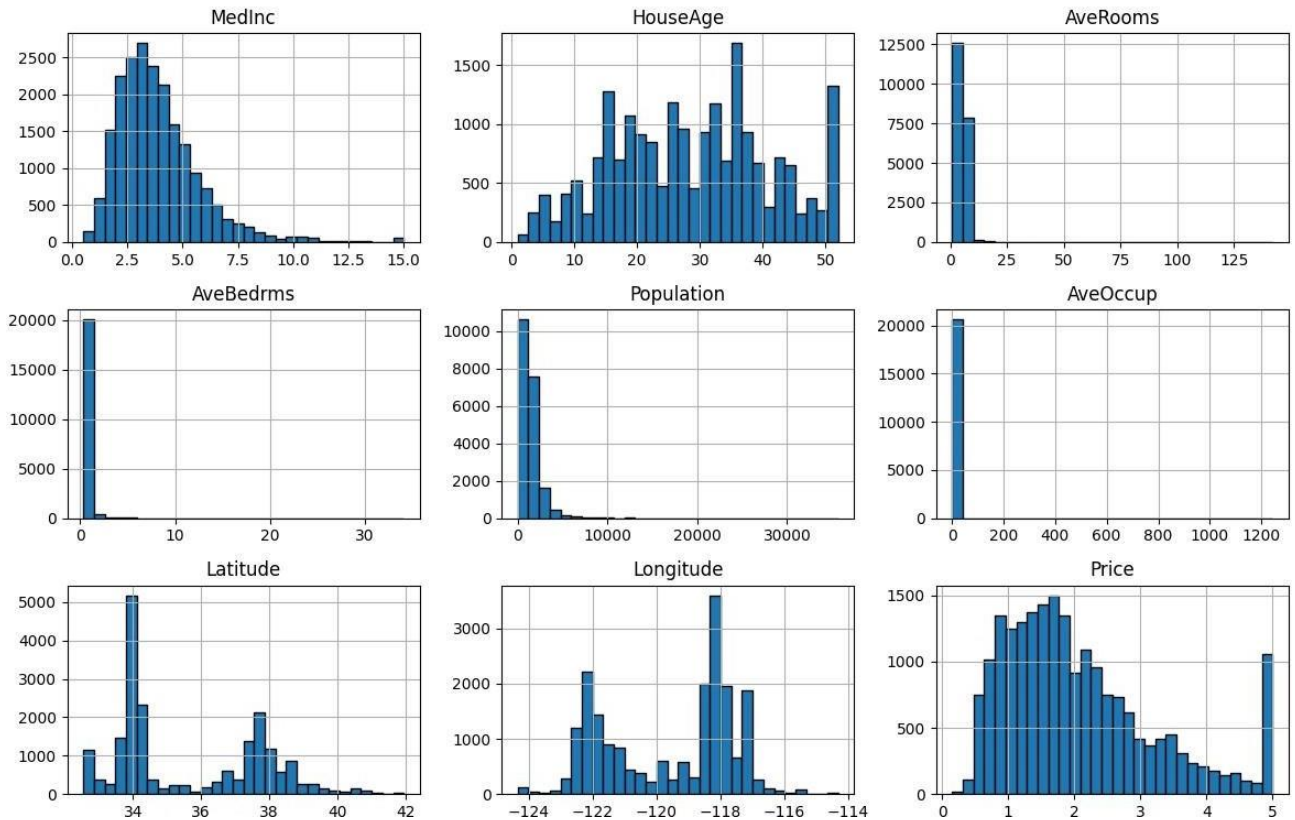 MedInc
2500
2000
1500
1000
500
0
0.0 2.5 5.0 7.5 10.0 12.5 15.0
HouseAge
1500
1000
500
0
0 10 20 30 40 50
AveRooms
12500
10000
7500
5000
2500
0
0 25 50 75 100 125
AveBedrms
20000
15000
10000
5000
0
0 10 20 30
Population
10000
8000
6000
4000
2000
0
0 10000 20000 30000
AveOccup
20000
15000
10000
5000
0
0 200 400 600 800 1000 1200
Latitude
5000
4000
3000
2000
1000
0
34 36 38 40 42
Longitude
3000
2000
1000
0
−124 −122 −120 −118 −116 −114
Price
1500
1000
500
0
0 1 2 3 4 5